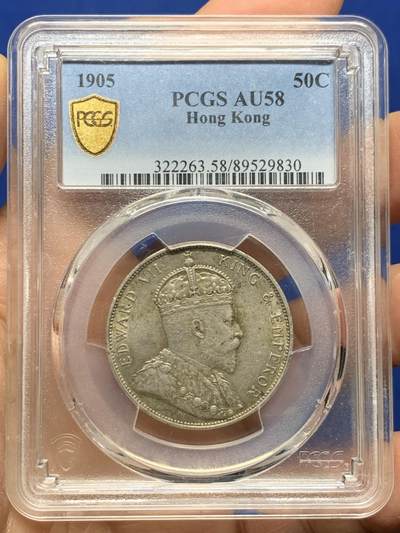 1905 50C
PCGS PCGS AU58
Hong Kong
322263.58/89529830
EDWARD VII KING & EMPEROR
PCGS